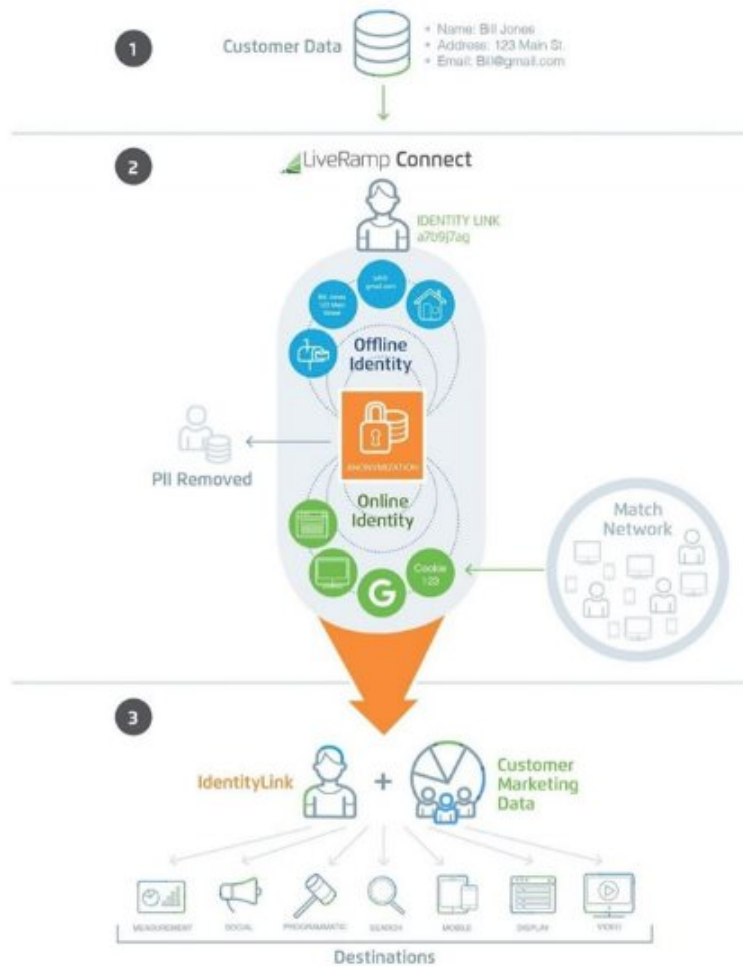 1
Customer Data
• Name: Bill Jones
• Address: 123 Main St.
• Email: Bill@gmail.com
2
LiveRamp Connect
IDENTITY LINK
a7b9j7ag
gmail.com
Bill Jones
123 Main
Street
Offline
Identity
ANONYMIZATION
PII Removed
Online
Identity
Match
Network
Cookie
123
G
3
IdentityLink
+
Customer
Marketing
Data
MEASUREMENT
SOCIAL
PROGRAMMATIC
SEARCH
MOBILE
DISPLAY
VIDEO
Destinations